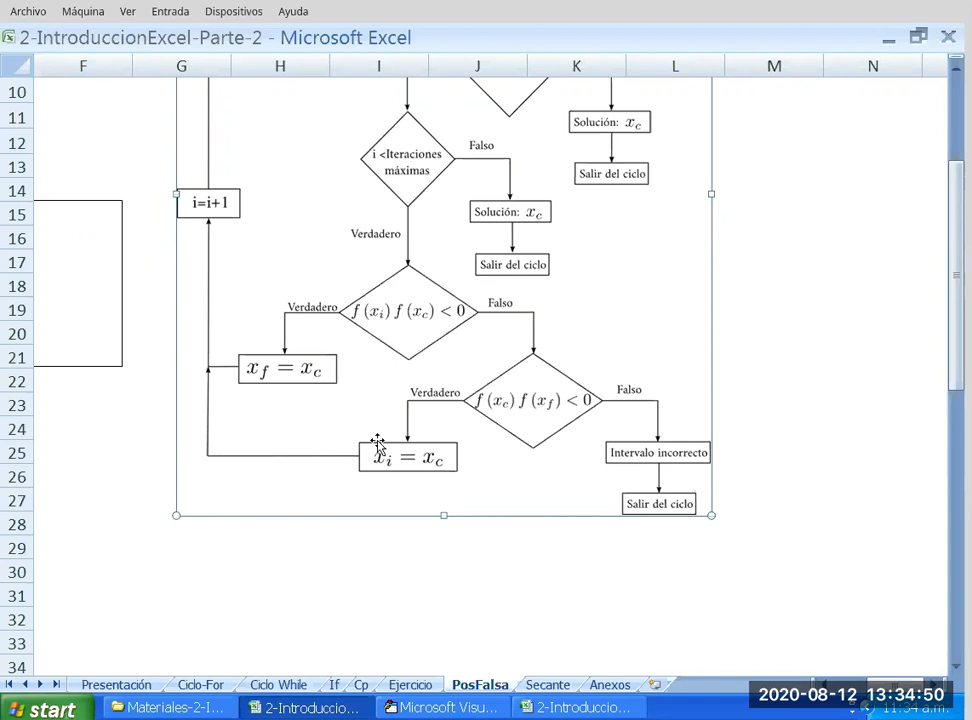 Archivo Máquina Ver Entrada Dispositivos Ayuda
2-IntroduccionExcel-Parte-2 - Microsoft Excel
F G H I J K L M N
10
11
12
13
14
15
16
17
18
19
20
21
22
23
24
25
26
27
28
29
30
31
32
33
34
Solución: x_c
Salir del ciclo
i <Iteraciones
máximas
Falso
Solución: x_c
Salir del ciclo
Verdadero
i=i+1
f (x_i) f (x_c) < 0
Verdadero
Falso
x_f = x_c
f (x_c) f (x_f) < 0
Verdadero
Falso
x_i = x_c
Intervalo incorrecto
Salir del ciclo
Presentación Ciclo-For Ciclo While If Cp Ejercicio PosFalsa Secante Anexos
start Materiales-2-I... 2-Introduccio... Microsoft Visu... 2-Introduccio... 11:34 a.m.
2020-08-12 13:34:50